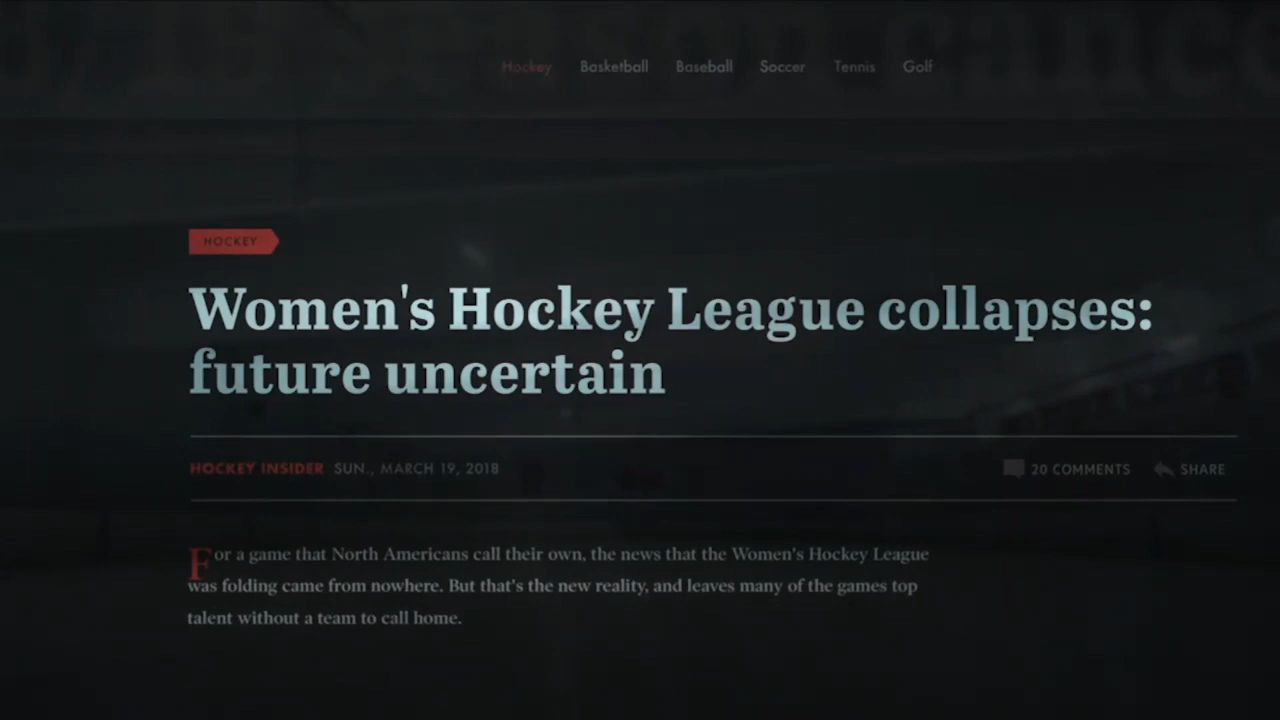 Hockey Basketball Baseball Soccer Tennis Golf
HOCKEY
Women's Hockey League collapses:
future uncertain
HOCKEY INSIDER SUN., MARCH 19, 2018 20 COMMENTS SHARE
For a game that North Americans call their own, the news that the Women's Hockey League
was folding came from nowhere. But that's the new reality, and leaves many of the games top
talent without a team to call home.